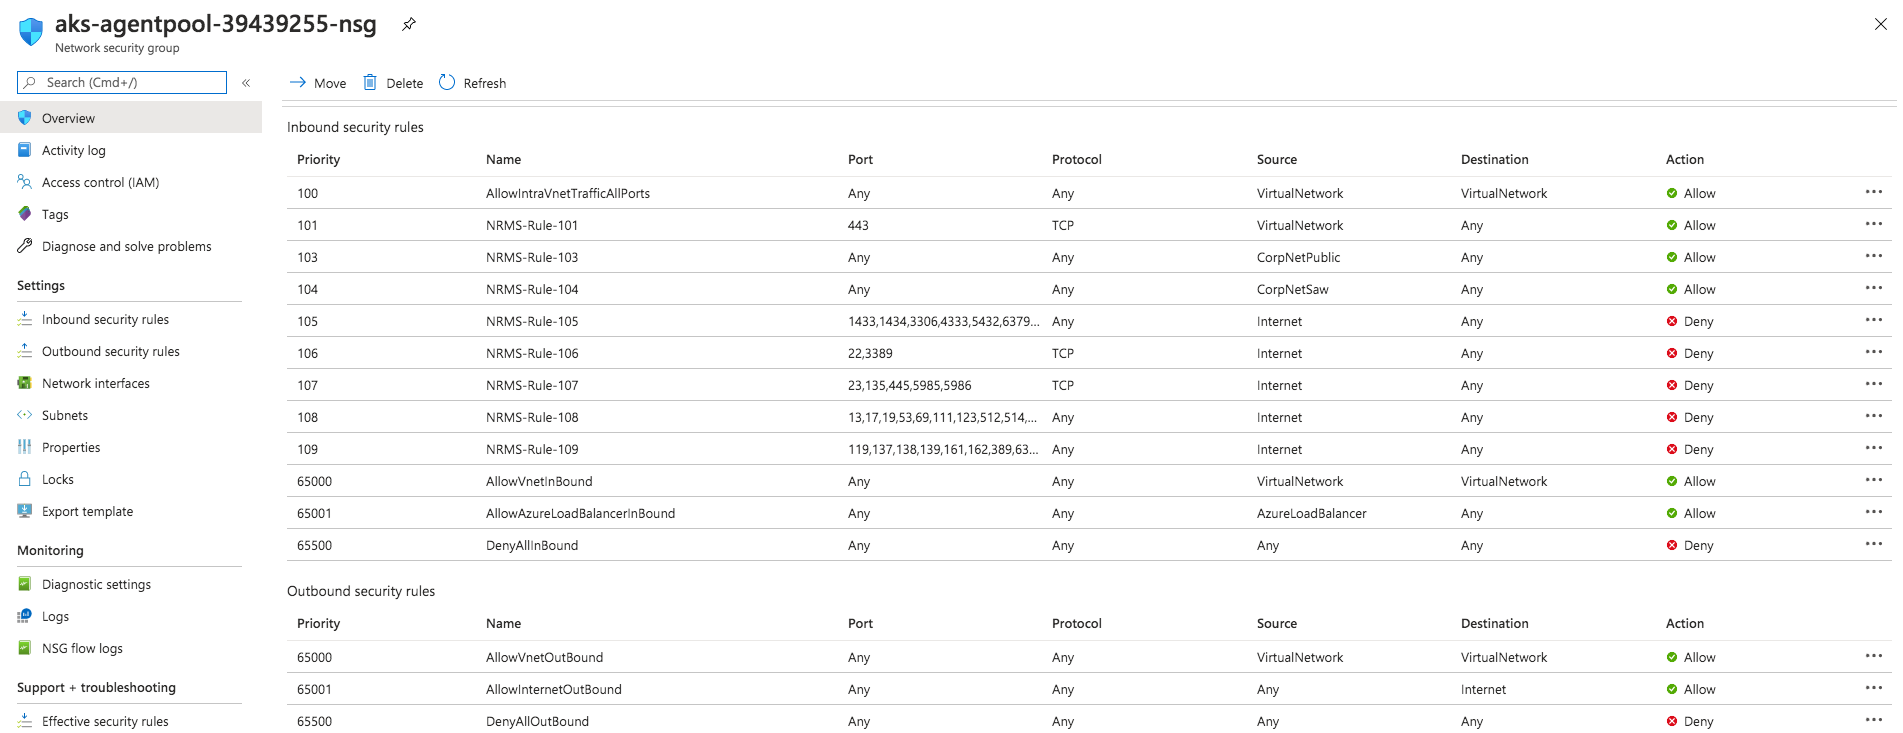 aks-agentpool-39439255-nsg
Network security group
Search (Cmd+/)
«
Move Delete Refresh
Overview
Activity log
Access control (IAM)
Tags
Diagnose and solve problems
Settings
Inbound security rules
Outbound security rules
Network interfaces
Subnets
Properties
Locks
Export template
Monitoring
Diagnostic settings
Logs
NSG flow logs
Support + troubleshooting
Effective security rules
Inbound security rules
Priority Name Port Protocol Source Destination Action
100 AllowIntraVnetTrafficAllPorts Any Any VirtualNetwork VirtualNetwork Allow ...
101 NRMS-Rule-101 443 TCP VirtualNetwork Any Allow ...
103 NRMS-Rule-103 Any Any CorpNetPublic Any Allow ...
104 NRMS-Rule-104 Any Any CorpNetSaw Any Allow ...
105 NRMS-Rule-105 1433,1434,3306,4333,5432,6379... Any Internet Any Deny ...
106 NRMS-Rule-106 22,3389 TCP Internet Any Deny ...
107 NRMS-Rule-107 23,135,445,5985,5986 TCP Internet Any Deny ...
108 NRMS-Rule-108 13,17,19,53,69,111,123,512,514,... Any Internet Any Deny ...
109 NRMS-Rule-109 119,137,138,139,161,162,389,63... Any Internet Any Deny ...
65000 AllowVnetInBound Any Any VirtualNetwork VirtualNetwork Allow ...
65001 AllowAzureLoadBalancerInBound Any Any AzureLoadBalancer Any Allow ...
65500 DenyAllInBound Any Any Any Any Deny ...
Outbound security rules
Priority Name Port Protocol Source Destination Action
65000 AllowVnetOutBound Any Any VirtualNetwork VirtualNetwork Allow ...
65001 AllowInternetOutBound Any Any Any Internet Allow ...
65500 DenyAllOutBound Any Any Any Any Deny ...